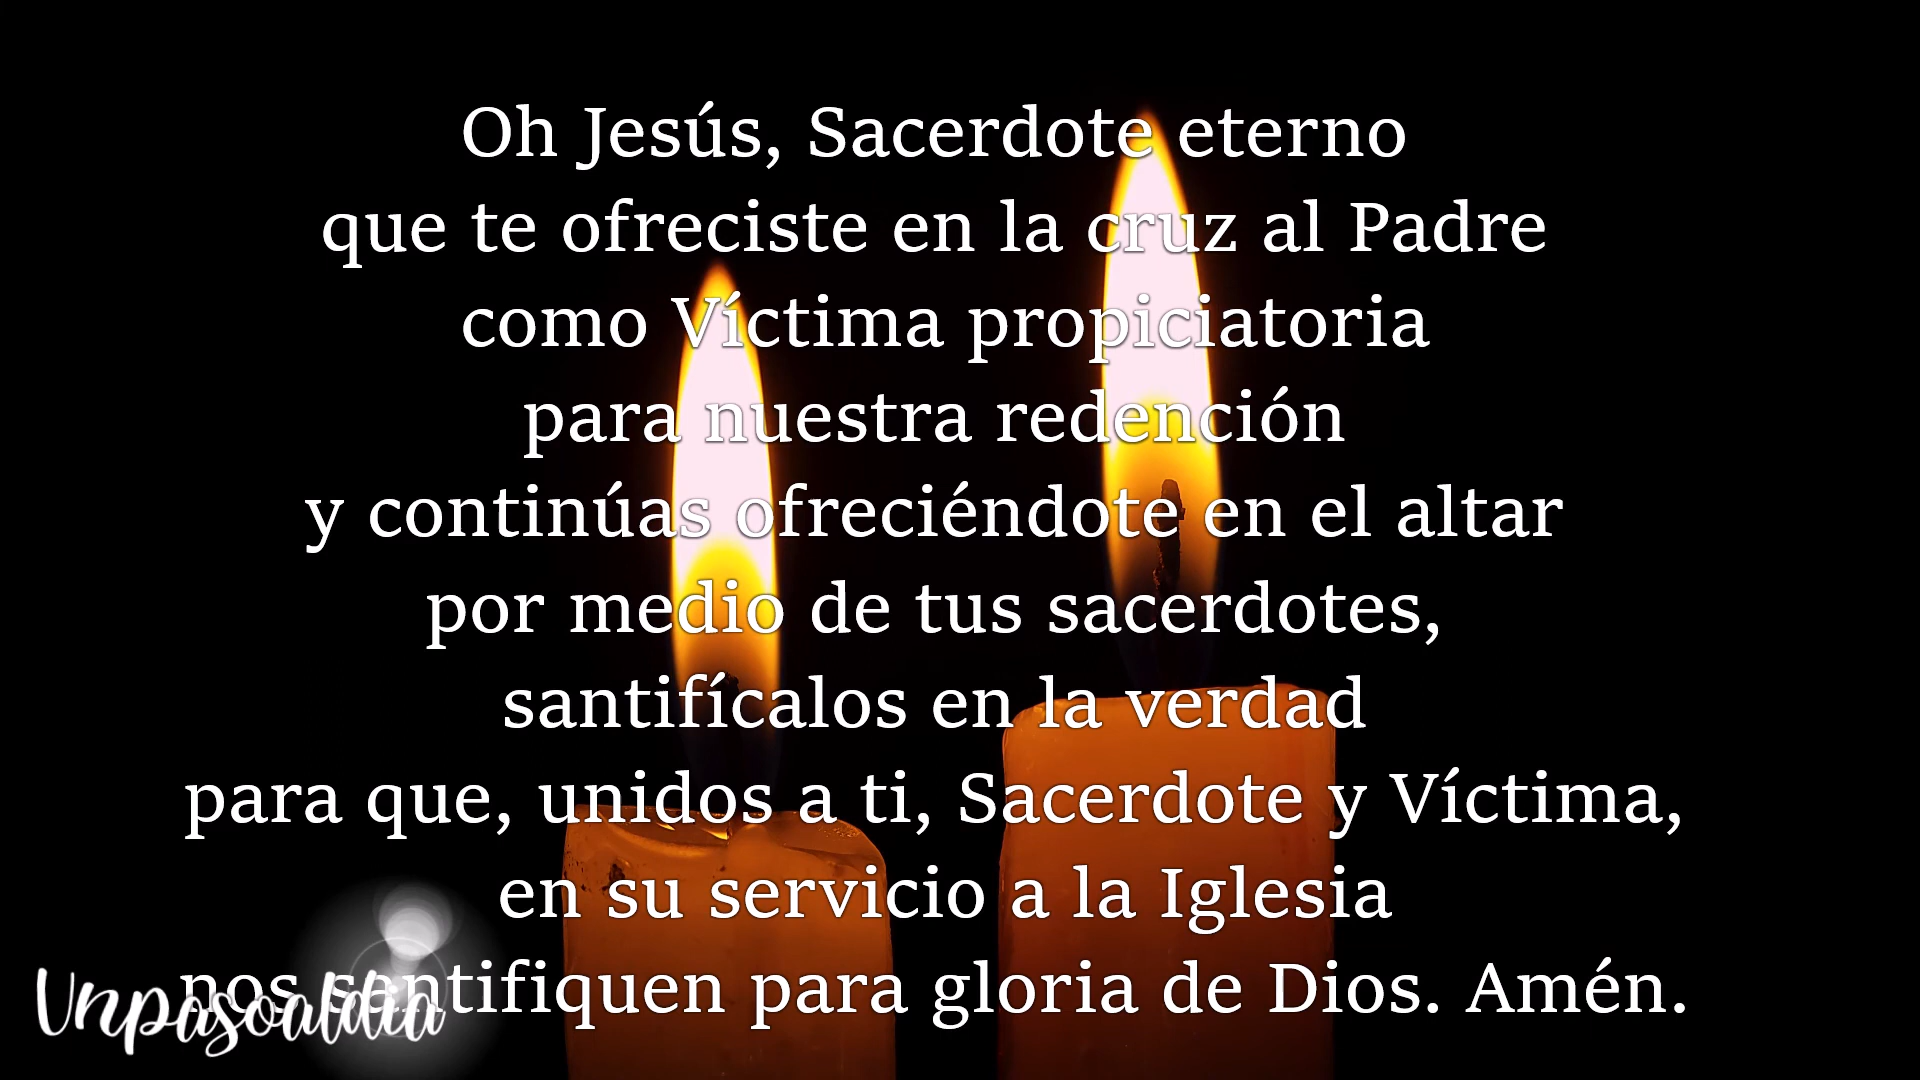 Oh Jesús, Sacerdote eterno
que te ofreciste en la cruz al Padre
como Víctima propiciatoria
para nuestra redención
y continúas ofreciéndote en el altar
por medio de tus sacerdotes,
santifícalos en la verdad
para que, unidos a ti, Sacerdote y Víctima,
en su servicio a la Iglesia
nos santifiquen para gloria de Dios. Amén.
Unpasoaldia